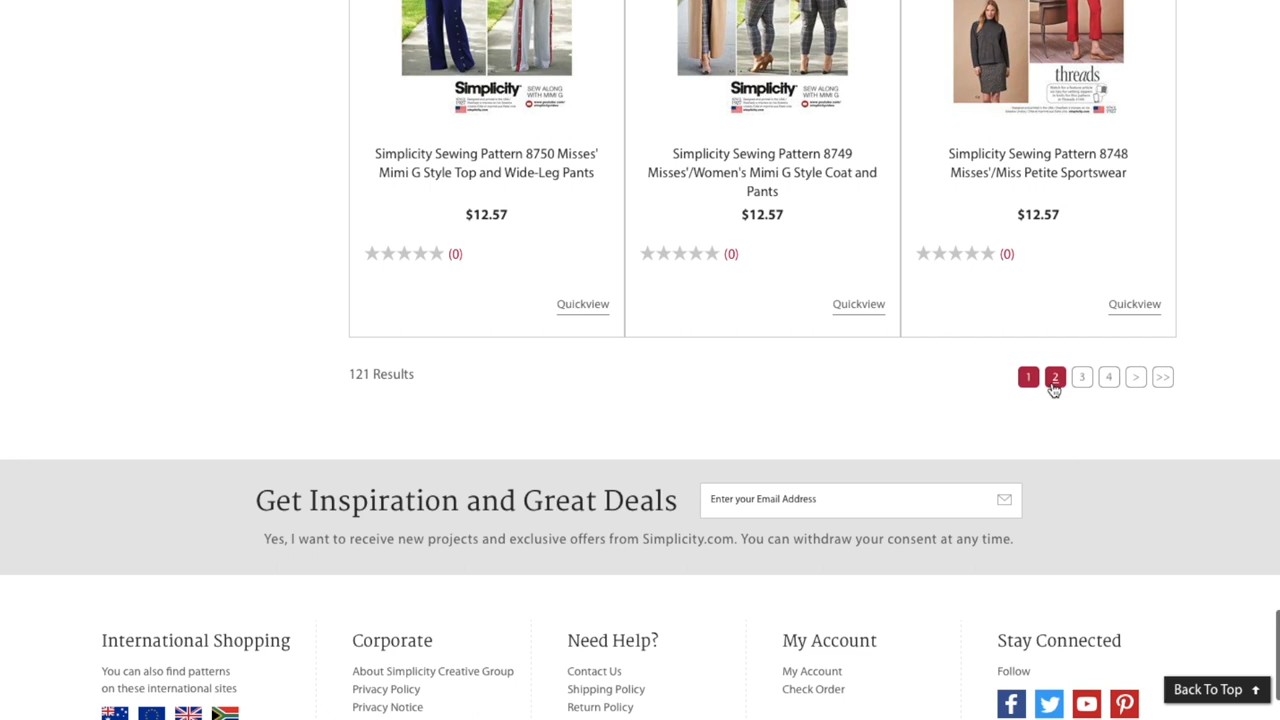 Simplicity
SEW ALONG
WITH MIMI G
simplicity.com
Simplicity
SEW ALONG
WITH MIMI G
simplicity.com
threads
Simplicity Sewing Pattern 8750 Misses'
Mimi G Style Top and Wide-Leg Pants
$12.57
(0)
Quickview
Simplicity Sewing Pattern 8749
Misses'/Women's Mimi G Style Coat and
Pants
$12.57
(0)
Quickview
Simplicity Sewing Pattern 8748
Misses'/Miss Petite Sportswear
$12.57
(0)
Quickview
121 Results
1 2 3 4 > >>
Get Inspiration and Great Deals
Enter your Email Address
Yes, I want to receive new projects and exclusive offers from Simplicity.com. You can withdraw your consent at any time.
International Shopping
You can also find patterns
on these international sites
Corporate
About Simplicity Creative Group
Privacy Policy
Privacy Notice
Need Help?
Contact Us
Shipping Policy
Return Policy
My Account
My Account
Check Order
Stay Connected
Follow
Back To Top